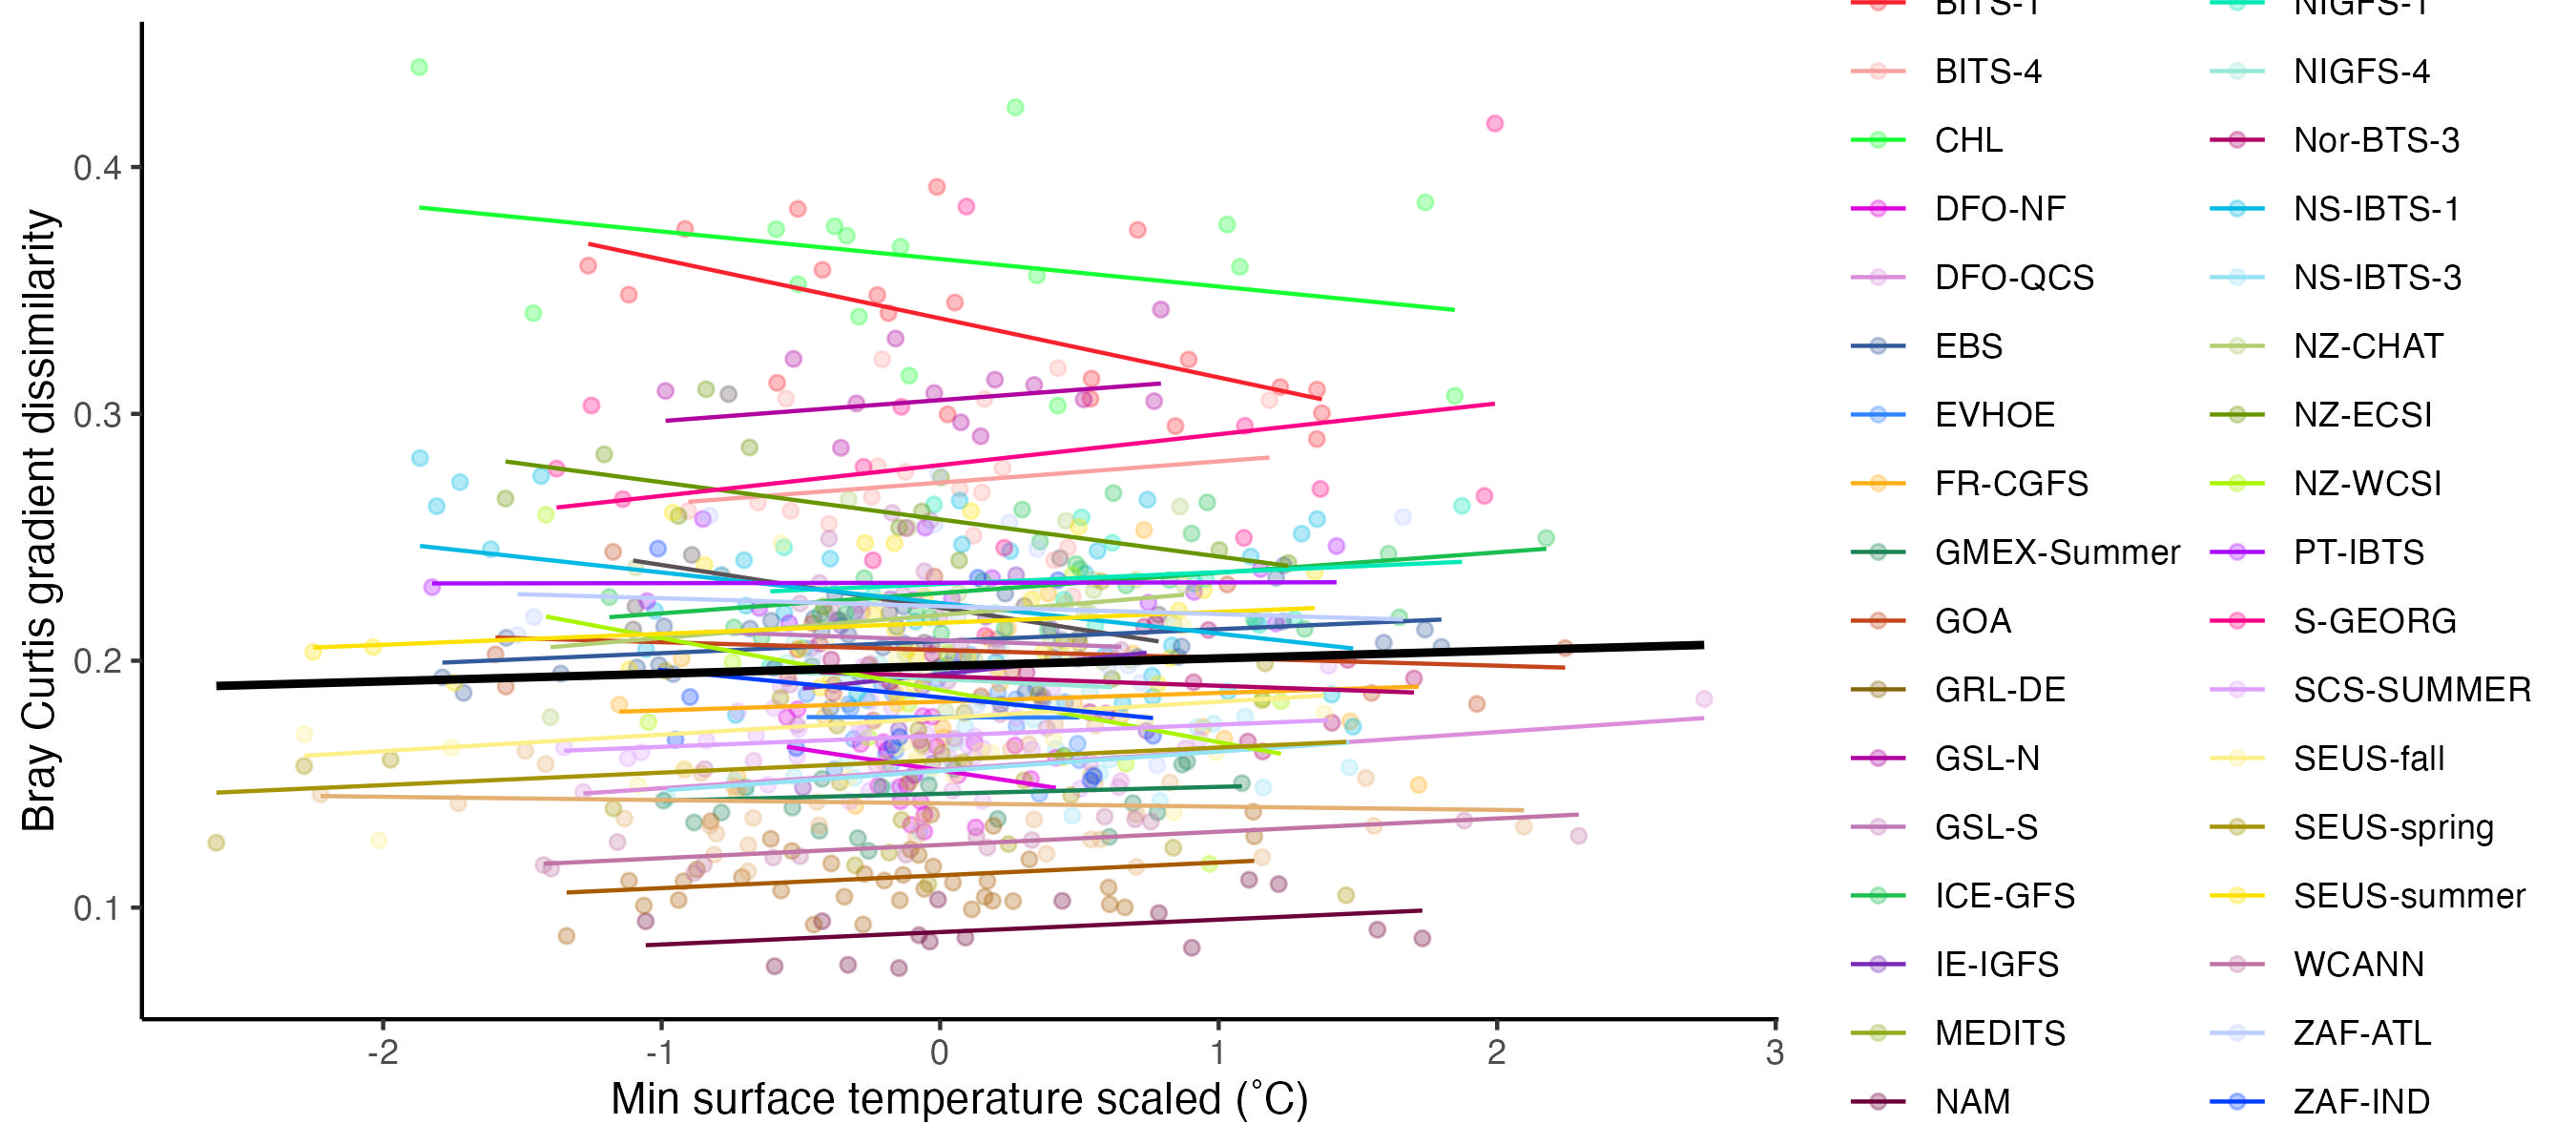 BITS-1
NIGFS-1
BITS-4
NIGFS-4
CHL
Nor-BTS-3
DFO-NF
NS-IBTS-1
DFO-QCS
NS-IBTS-3
EBS
NZ-CHAT
EVHOE
NZ-ECSI
FR-CGFS
NZ-WCSI
GMEX-Summer
PT-IBTS
GOA
S-GEORG
GRL-DE
SCS-SUMMER
GSL-N
SEUS-fall
GSL-S
SEUS-spring
ICE-GFS
SEUS-summer
IE-IGFS
WCANN
MEDITS
ZAF-ATL
NAM
ZAF-IND
Bray Curtis gradient dissimilarity
0.4
0.3
0.2
0.1
-2 -1 0 1 2 3
Min surface temperature scaled (˚C)